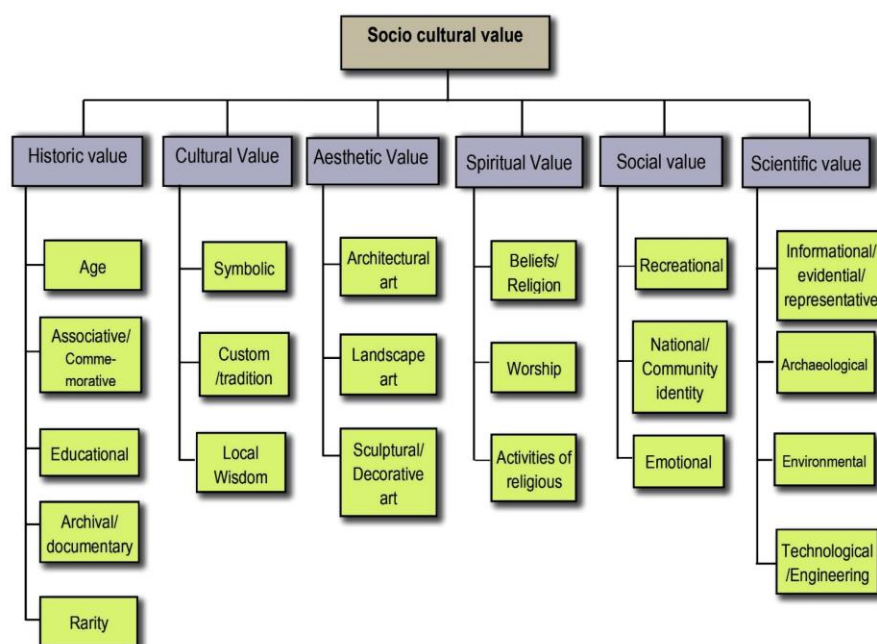 Socio cultural value
Historic value
Age
Associative/
Comme-
morative
Educational
Archival/
documentary
Rarity
Cultural Value
Symbolic
Custom
/tradition
Local
Wisdom
Aesthetic Value
Architectural
art
Landscape
art
Sculptural/
Decorative
art
Spiritual Value
Beliefs/
Religion
Worship
Activities of
religious
Social value
Recreational
National/
Community
identity
Emotional
Scientific value
Informational/
evidential/
representative
Archaeological
Environmental
Technological
/Engineering